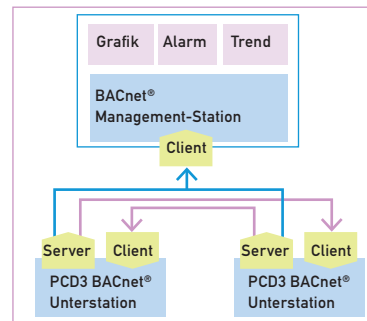 Grafik Alarm Trend
BACnet®
Management-Station
Client
Server Client Server Client
PCD3 BACnet® PCD3 BACnet®
Unterstation Unterstation